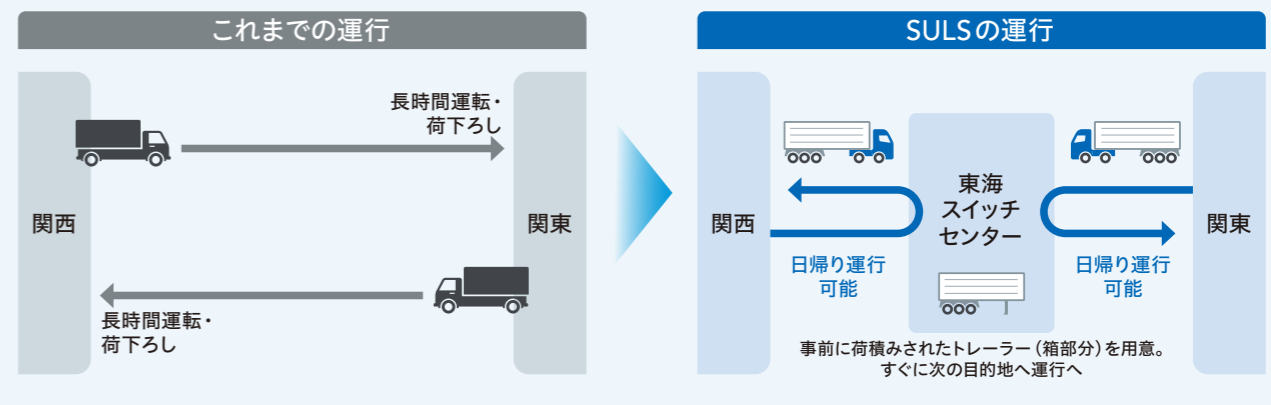 これまでの運行
長時間運転・
荷下ろし
関西
関東
長時間運転・
荷下ろし
SULSの運行
東海
スイッチ
センター
関西
関東
日帰り運行
可能
日帰り運行
可能
事前に荷積みされたトレーラー（箱部分）を用意。
すぐに次の目的地へ運行へ